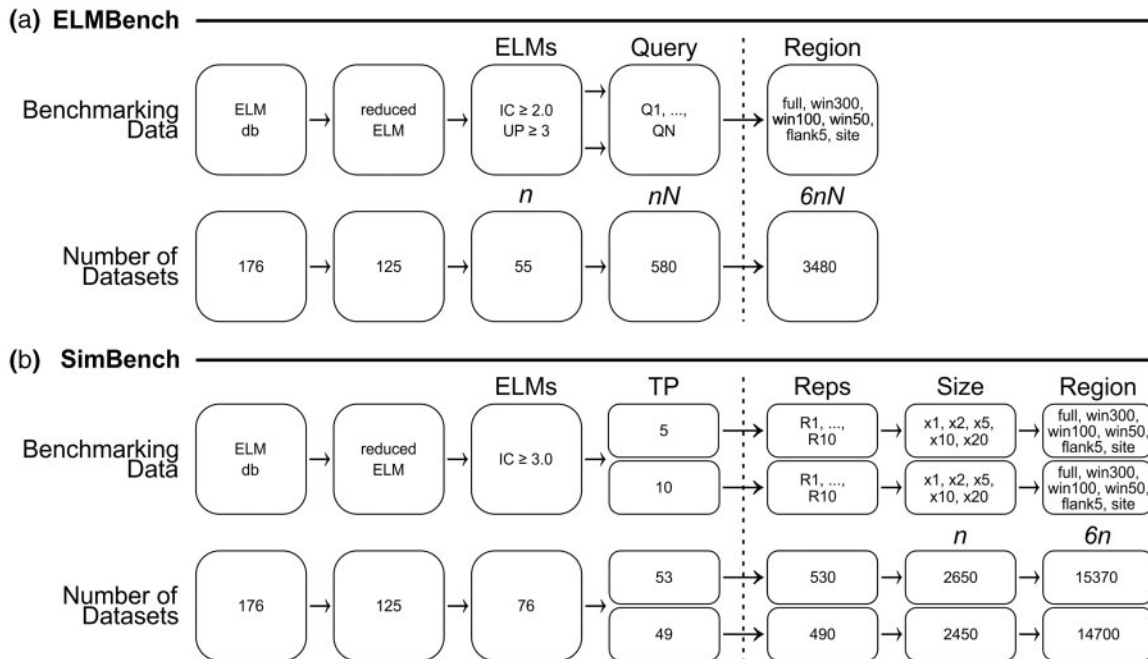 (a) ELMBench
ELMs Query Region
Benchmarking
Data
ELM
db
reduced
ELM
IC ≥ 2.0
UP ≥ 3
Q1, ...,
QN
full, win300,
win100, win50,
flank5, site
n nN 6nN
Number of
Datasets
176 125 55 580 3480
(b) SimBench
ELMs TP Reps Size Region
Benchmarking
Data
ELM
db
reduced
ELM
IC ≥ 3.0
5
R1, ...,
R10
x1, x2, x5,
x10, x20
full, win300,
win100, win50,
flank5, site
10
R1, ...,
R10
x1, x2, x5,
x10, x20
full, win300,
win100, win50,
flank5, site
n 6n
Number of
Datasets
176 125 76
53 530 2650 15370
49 490 2450 14700